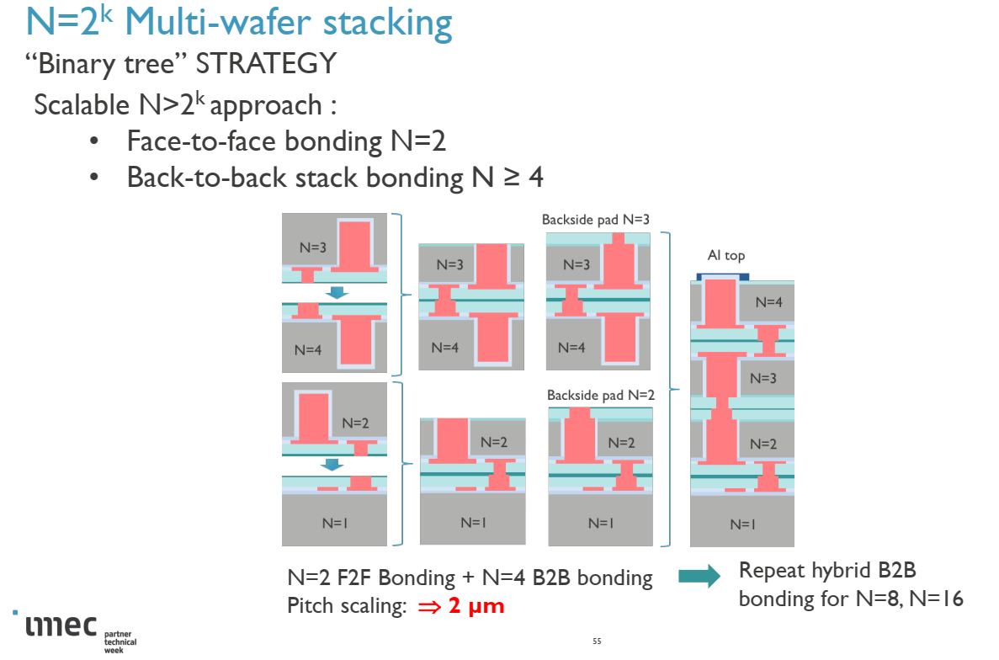 N=2ᵏ Multi-wafer stacking
“Binary tree” STRATEGY
Scalable N>2ᵏ approach :
• Face-to-face bonding N=2
• Back-to-back stack bonding N ≥ 4
Backside pad N=3
Al top
N=3
N=3
N=3
N=4
N=4
N=4
N=4
N=3
Backside pad N=2
N=2
N=2
N=2
N=2
N=1
N=1
N=1
N=1
N=2 F2F Bonding + N=4 B2B bonding
Pitch scaling: ⇒ 2 µm
Repeat hybrid B2B
bonding for N=8, N=16
imec
partner
technical
week
55